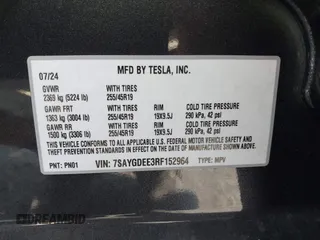 07/24 MFD BY TESLA, INC.
GVWR WITH TIRES
2369 kg (5224 lb) 255/45R19
GAWR FRT WITH TIRES RIM COLD TIRE PRESSURE
1363 kg (3004 lb) 255/45R19 19X9.5J 290 kPa, 42 psi
GAWR RR WITH TIRES RIM COLD TIRE PRESSURE
1500 kg (3306 lb) 255/45R19 19X9.5J 290 kPa, 42 psi
THIS VEHICLE CONFORMS TO ALL APPLICABLE FEDERAL MOTOR VEHICLE SAFETY
AND THEFT PREVENTION STANDARDS IN EFFECT ON THE DATE OF MANUFACTURE
SHOWN ABOVE.
PNT: PN01 VIN: 7SAYGDEE3RF152964 TYPE: MPV
DREAMBID